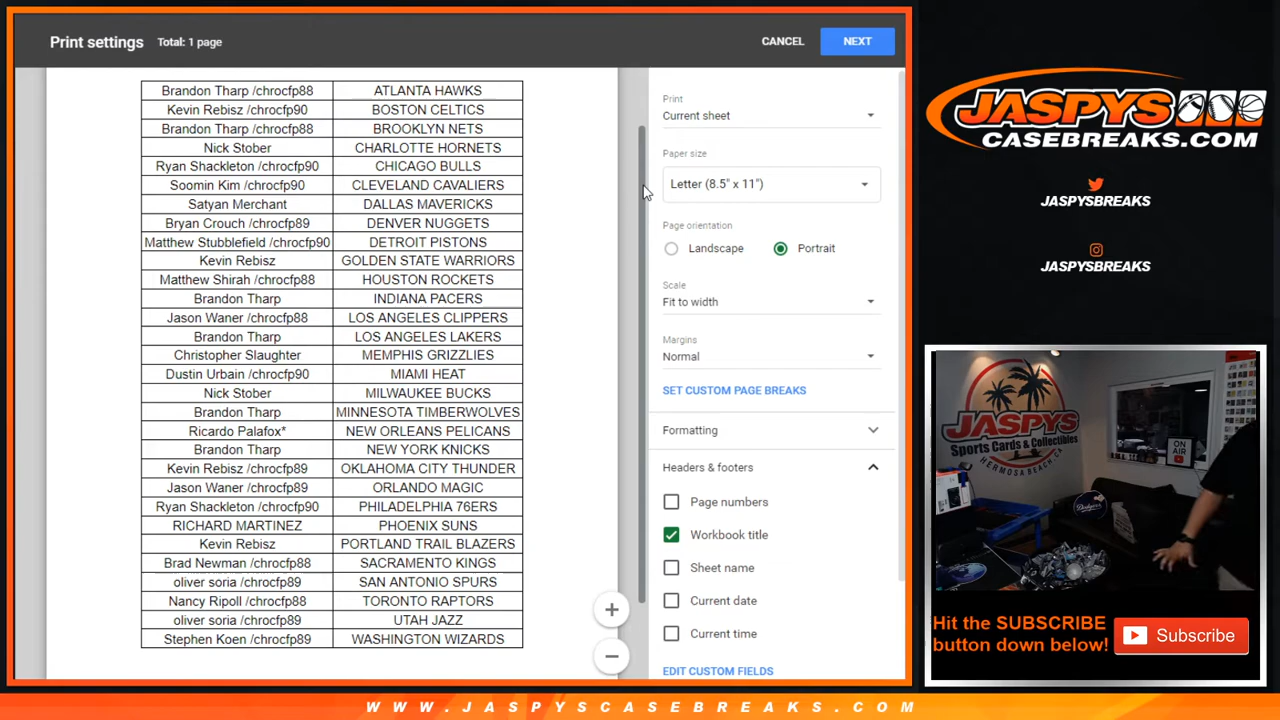 Print settings Total: 1 page
CANCEL NEXT
Brandon Tharp /chrocfp88 ATLANTA HAWKS
Kevin Rebisz /chrocfp90 BOSTON CELTICS
Brandon Tharp /chrocfp88 BROOKLYN NETS
Nick Stober CHARLOTTE HORNETS
Ryan Shackleton /chrocfp90 CHICAGO BULLS
Soomin Kim /chrocfp90 CLEVELAND CAVALIERS
Satyan Merchant DALLAS MAVERICKS
Bryan Crouch /chrocfp89 DENVER NUGGETS
Matthew Stubblefield /chrocfp90 DETROIT PISTONS
Kevin Rebisz GOLDEN STATE WARRIORS
Matthew Shirah /chrocfp88 HOUSTON ROCKETS
Brandon Tharp INDIANA PACERS
Jason Waner /chrocfp88 LOS ANGELES CLIPPERS
Brandon Tharp LOS ANGELES LAKERS
Christopher Slaughter MEMPHIS GRIZZLIES
Dustin Urbain /chrocfp90 MIAMI HEAT
Nick Stober MILWAUKEE BUCKS
Brandon Tharp MINNESOTA TIMBERWOLVES
Ricardo Palafox* NEW ORLEANS PELICANS
Brandon Tharp NEW YORK KNICKS
Kevin Rebisz /chrocfp89 OKLAHOMA CITY THUNDER
Jason Waner /chrocfp89 ORLANDO MAGIC
Ryan Shackleton /chrocfp90 PHILADELPHIA 76ERS
RICHARD MARTINEZ PHOENIX SUNS
Kevin Rebisz PORTLAND TRAIL BLAZERS
Brad Newman /chrocfp88 SACRAMENTO KINGS
oliver soria /chrocfp89 SAN ANTONIO SPURS
Nancy Ripoll /chrocfp88 TORONTO RAPTORS
oliver soria /chrocfp89 UTAH JAZZ
Stephen Koen /chrocfp89 WASHINGTON WIZARDS
Print
Current sheet
Paper size
Letter (8.5" x 11")
Page orientation
Landscape Portrait
Scale
Fit to width
Margins
Normal
SET CUSTOM PAGE BREAKS
Formatting
Headers & footers
Page numbers
Workbook title
Sheet name
Current date
Current time
EDIT CUSTOM FIELDS
JASPYS
CASEBREAKS.COM
JASPYSBREAKS
JASPYSBREAKS
JASPYS
Sports Cards & Collectibles
HERMOSA BEACH, CA
ON AIR
Dodgers
Hit the SUBSCRIBE
button down below!
Subscribe
WWW.JASPYSCASEBREAKS.COM